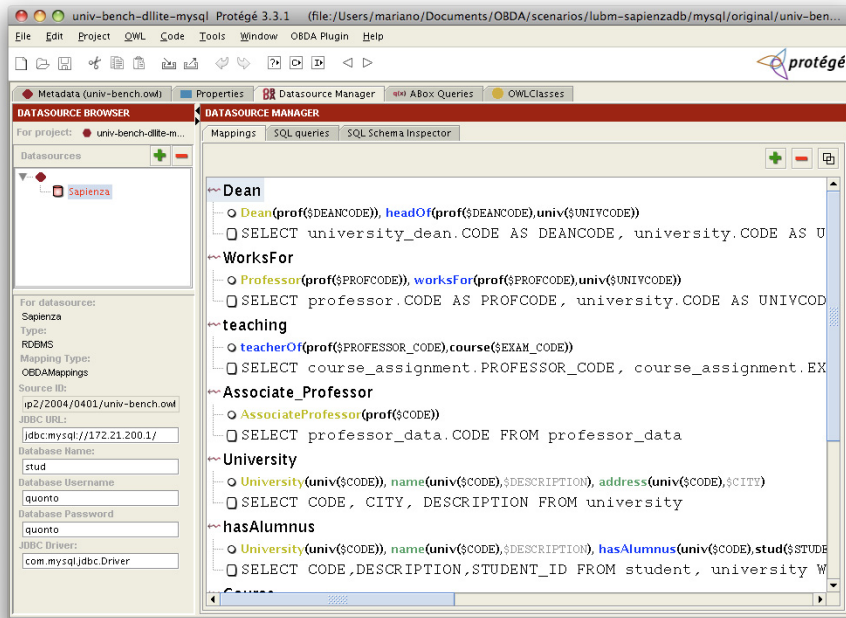 univ-bench-dllite-mysql Protégé 3.3.1 (file:/Users/mariano/Documents/OBDA/scenarios/lubm-sapienzadb/mysql/original/univ-ben...
File Edit Project OWL Code Tools Window OBDA Plugin Help
protégé
Metadata (univ-bench.owl) Properties Datasource Manager q(x) ABox Queries OWLClasses
DATASOURCE BROWSER
For project: univ-bench-dllite-m...
Datasources
Sapienza
For datasource:
Sapienza
Type:
RDBMS
Mapping Type:
OBDAMappings
Source ID:
ıp2/2004/0401/univ-bench.owl
JDBC URL:
jdbc:mysql://172.21.200.1/
Database Name:
stud
Database Username
quonto
Database Password
quonto
JDBC Driver:
com.mysql.jdbc.Driver
DATASOURCE MANAGER
Mappings SQL queries SQL Schema Inspector
Dean
Dean(prof($DEANCODE)), headOf(prof($DEANCODE),univ($UNIVCODE))
SELECT university_dean.CODE AS DEANCODE, university.CODE AS U
WorksFor
Professor(prof($PROFCODE)), worksFor(prof($PROFCODE),univ($UNIVCODE))
SELECT professor.CODE AS PROFCODE, university.CODE AS UNIVCOD
teaching
teacherOf(prof($PROFESSOR_CODE),course($EXAM_CODE))
SELECT course_assignment.PROFESSOR_CODE, course_assignment.EX
Associate_Professor
AssociateProfessor(prof($CODE))
SELECT professor_data.CODE FROM professor_data
University
University(univ($CODE)), name(univ($CODE),$DESCRIPTION), address(univ($CODE),$CITY)
SELECT CODE, CITY, DESCRIPTION FROM university
hasAlumnus
University(univ($CODE)), name(univ($CODE),$DESCRIPTION), hasAlumnus(univ($CODE),stud($STUDE
SELECT CODE,DESCRIPTION,STUDENT_ID FROM student, university W
Course